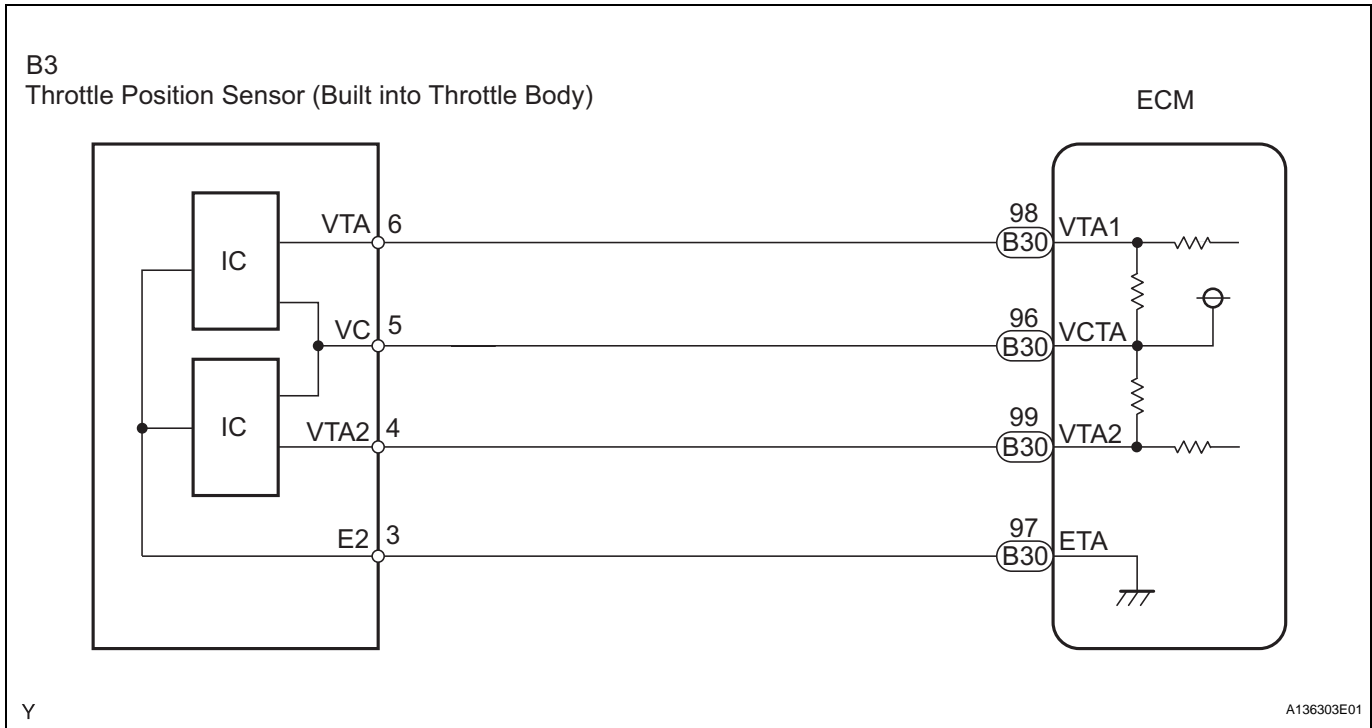 B3
Throttle Position Sensor (Built into Throttle Body)
ECM
IC
VTA 6
98
B30
VTA1
VC 5
96
B30
VCTA
IC
VTA2 4
99
B30
VTA2
E2 3
97
B30
ETA
Y
A136303E01